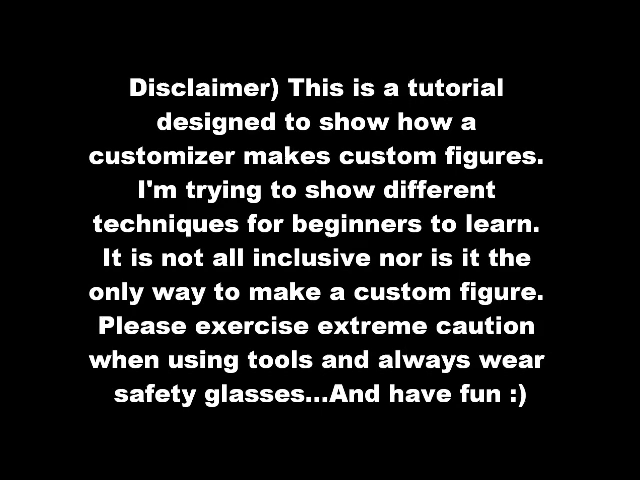 Disclaimer) This is a tutorial
designed to show how a
customizer makes custom figures.
I'm trying to show different
techniques for beginners to learn.
It is not all inclusive nor is it the
only way to make a custom figure.
Please exercise extreme caution
when using tools and always wear
safety glasses...And have fun :)